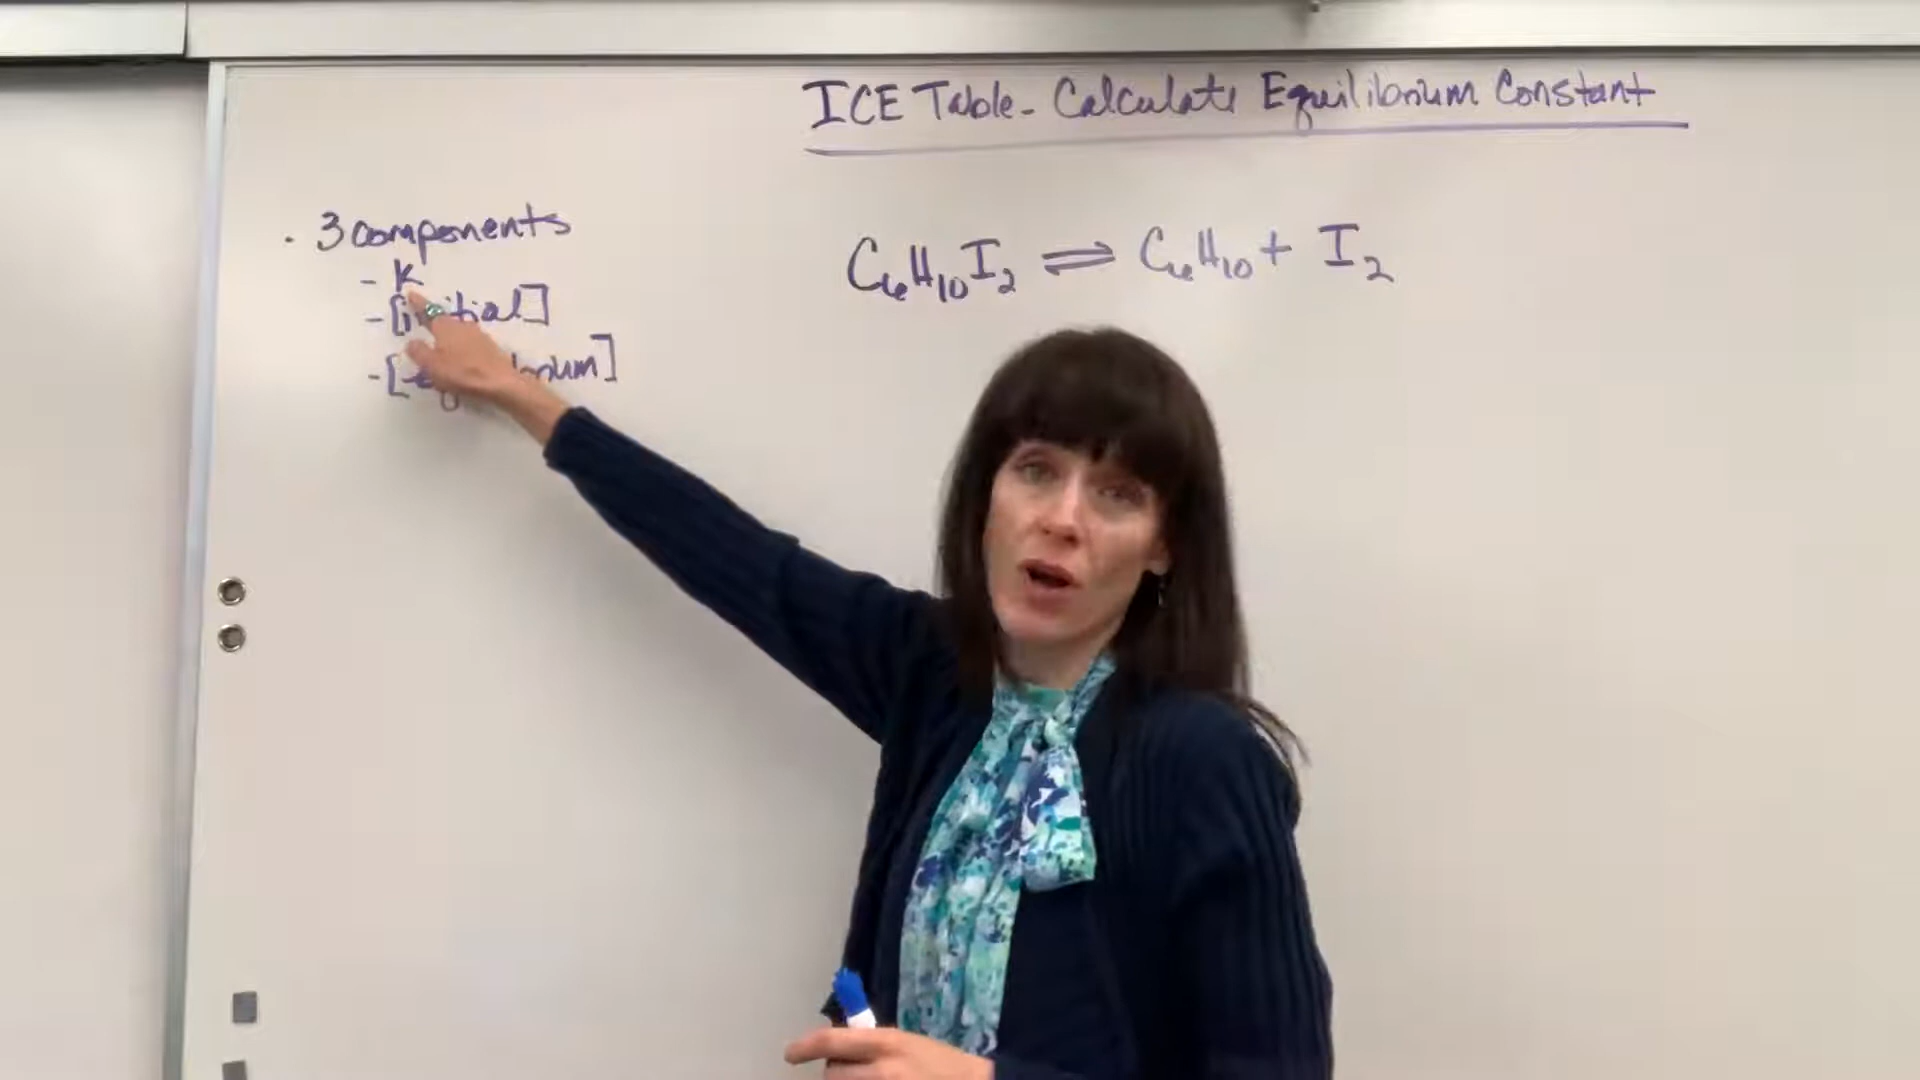 ICE Table - Calculate Equilibrium Constant
. 3 components
- K
- [initial]
- [equilibrium]
C₆H₁₀I₂ ⇌ C₆H₁₀ + I₂